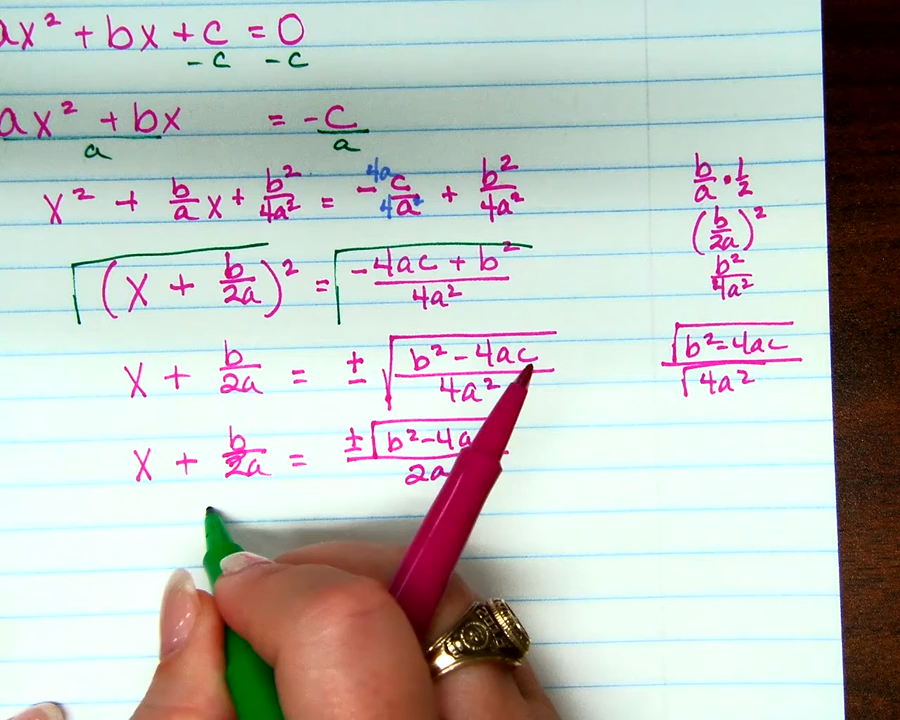 ax² + bx + c = 0
- c - c
ax² + bx = -c
a a
x² + b/a x + b²/4a² = - 4a c / 4a a + b²/4a²
b/a · 1/2
(b/2a)²
b²/4a²
√(x + b/2a)² = √(-4ac + b²)/4a²
x + b/2a = ± √(b² - 4ac)/4a²
√b² - 4ac / √4a²
x + b/2a = ± √b² - 4a / 2a